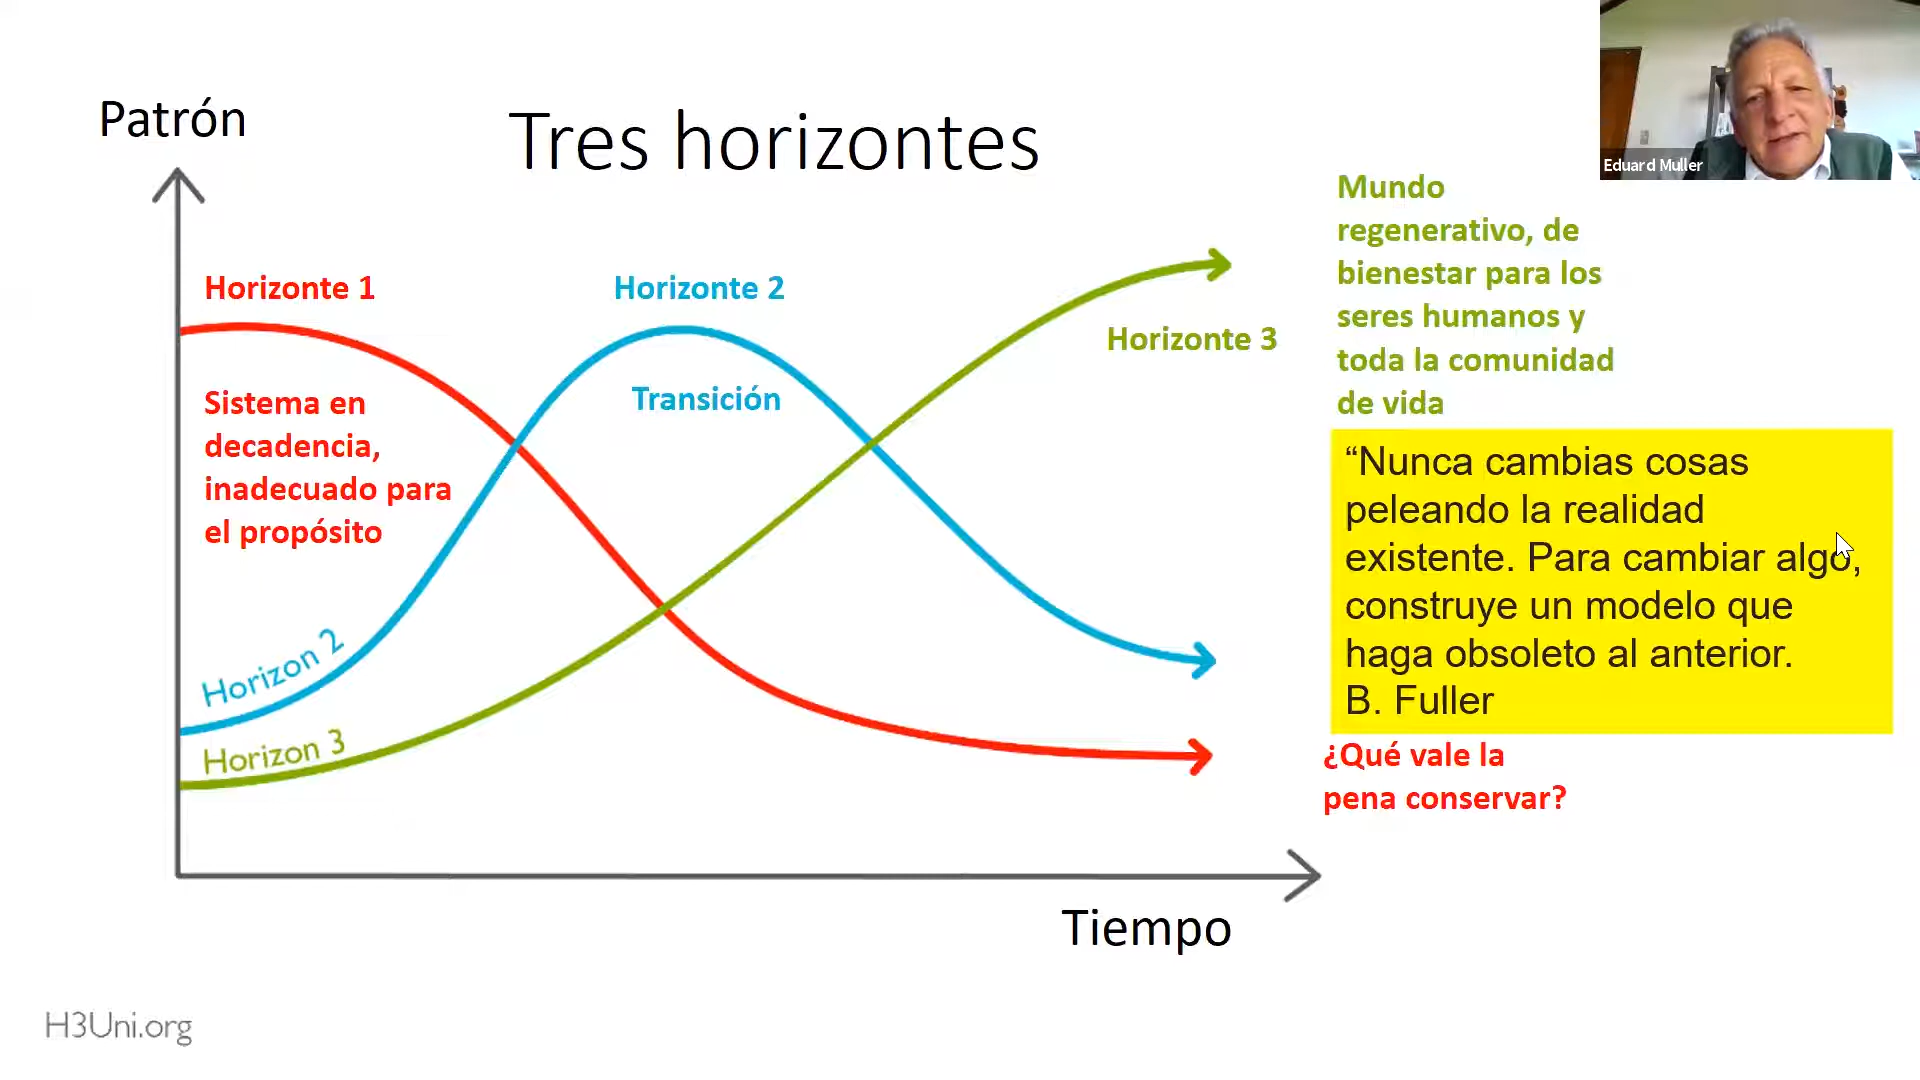 Patrón
Tres horizontes
Eduard Muller
Horizonte 1
Horizonte 2
Horizonte 3
Mundo
regenerativo, de
bienestar para los
seres humanos y
toda la comunidad
de vida
Sistema en
decadencia,
inadecuado para
el propósito
Transición
“Nunca cambias cosas
peleando la realidad
existente. Para cambiar algo,
construye un modelo que
haga obsoleto al anterior.
B. Fuller
Horizon 2
Horizon 3
¿Qué vale la
pena conservar?
Tiempo
H3Uni.org